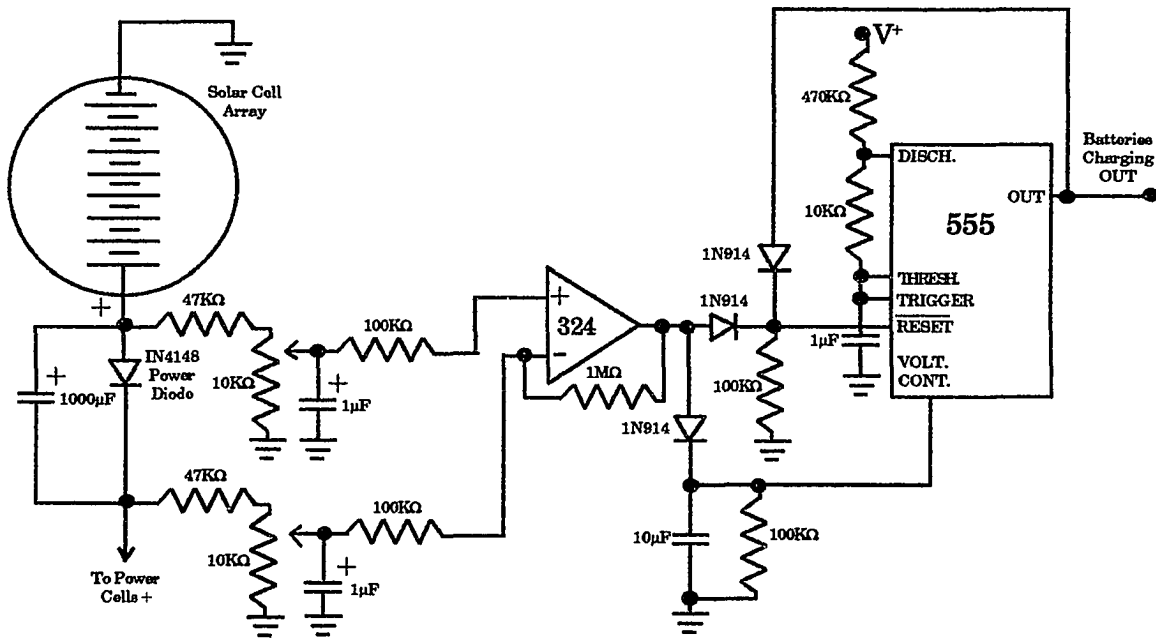 V+
470KΩ
Solar Cell
Array
DISCH.
Batteries
Charging
OUT
OUT
10KΩ
555
1N914
THRESH.
TRIGGER
RESET
1μF
VOLT.
CONT.
+
47KΩ
100KΩ
+
324
-
1N914
IN4148
Power
Diodo
+
1000μF
10KΩ
+
1μF
1MΩ
100KΩ
1N914
47KΩ
100KΩ
10KΩ
+
1μF
10μF
100KΩ
To Power
Cells +